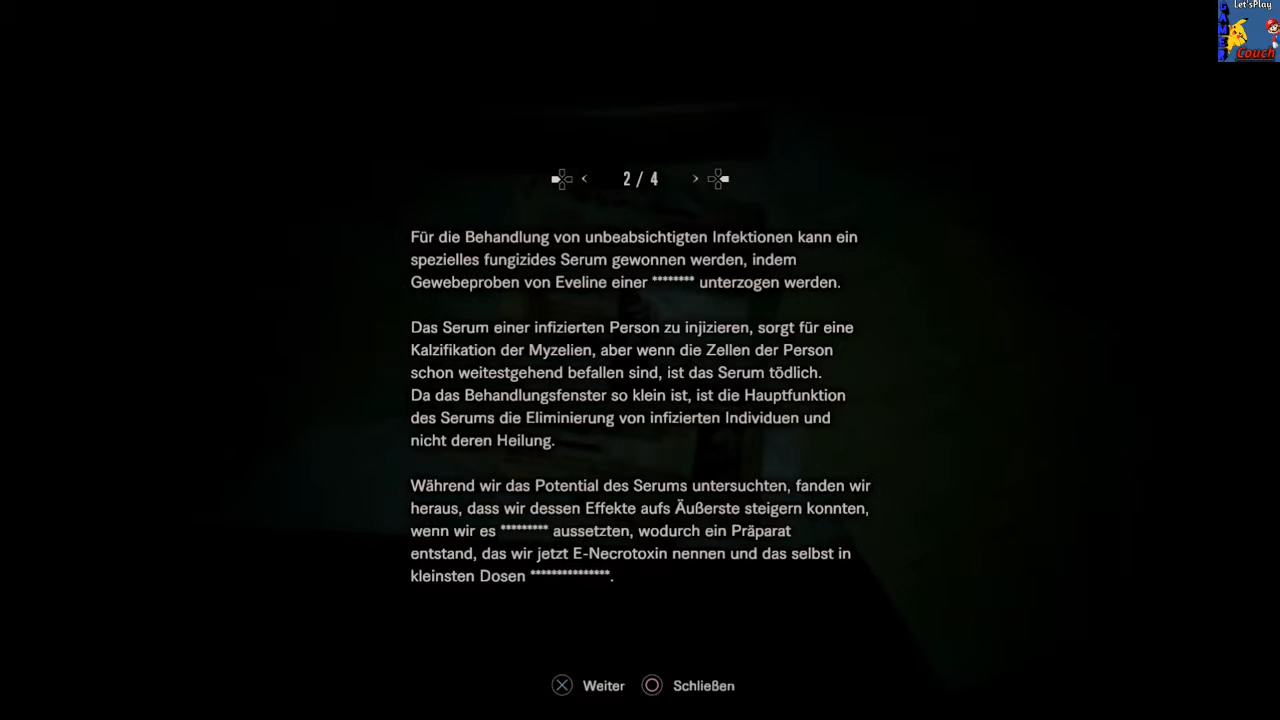 Let'sPlay
GAMER
Couch
< 2 / 4 >
Für die Behandlung von unbeabsichtigten Infektionen kann ein
spezielles fungizides Serum gewonnen werden, indem
Gewebeproben von Eveline einer ******** unterzogen werden.
Das Serum einer infizierten Person zu injizieren, sorgt für eine
Kalzifikation der Myzelien, aber wenn die Zellen der Person
schon weitestgehend befallen sind, ist das Serum tödlich.
Da das Behandlungsfenster so klein ist, ist die Hauptfunktion
des Serums die Eliminierung von infizierten Individuen und
nicht deren Heilung.
Während wir das Potential des Serums untersuchten, fanden wir
heraus, dass wir dessen Effekte aufs Äußerste steigern konnten,
wenn wir es ********* aussetzten, wodurch ein Präparat
entstand, das wir jetzt E-Necrotoxin nennen und das selbst in
kleinsten Dosen ***************.
Weiter Schließen